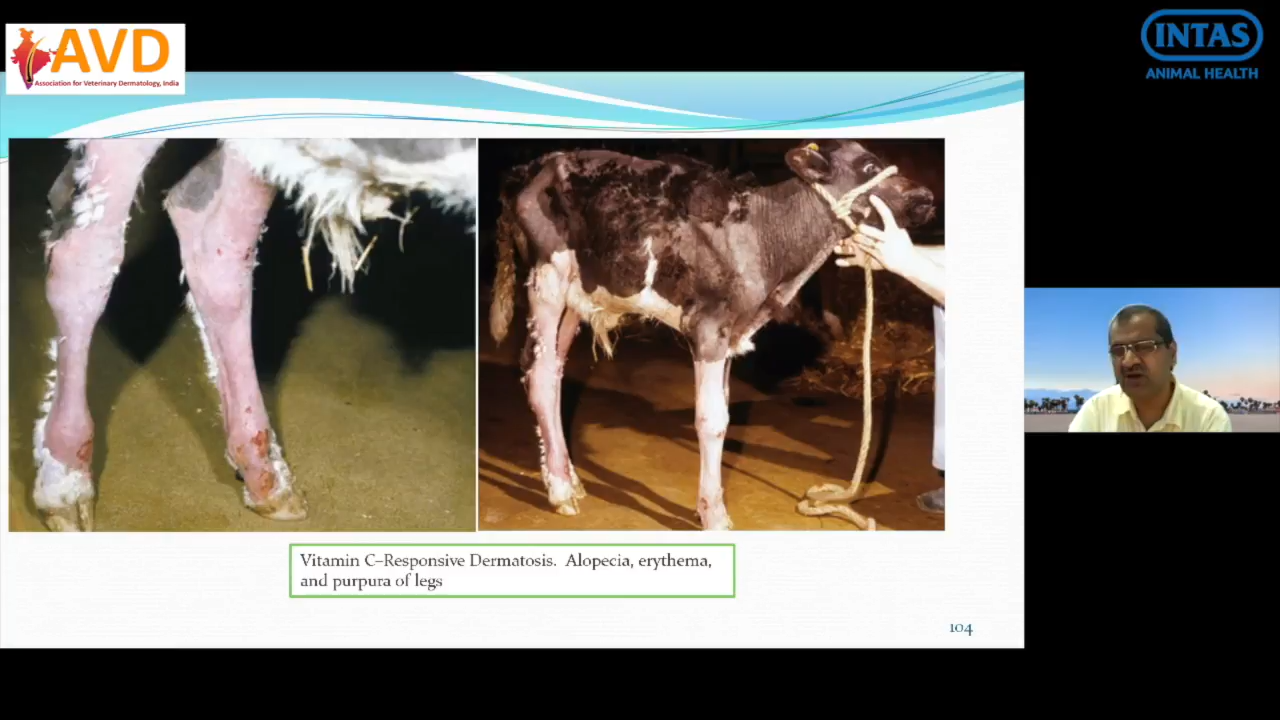 AVD
Association for Veterinary Dermatology, India
INTAS
ANIMAL HEALTH
Vitamin C–Responsive Dermatosis. Alopecia, erythema,
and purpura of legs
104